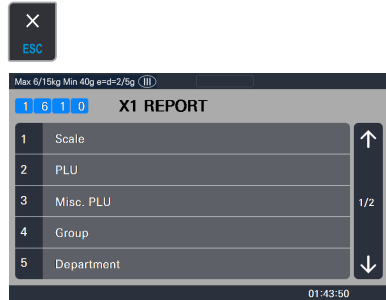 ESC
Max 6/15kg Min 40g e=d=2/5g III
1 6 1 0 X1 REPORT
1 Scale
2 PLU
3 Misc. PLU
1/2
4 Group
5 Department
01:43:50